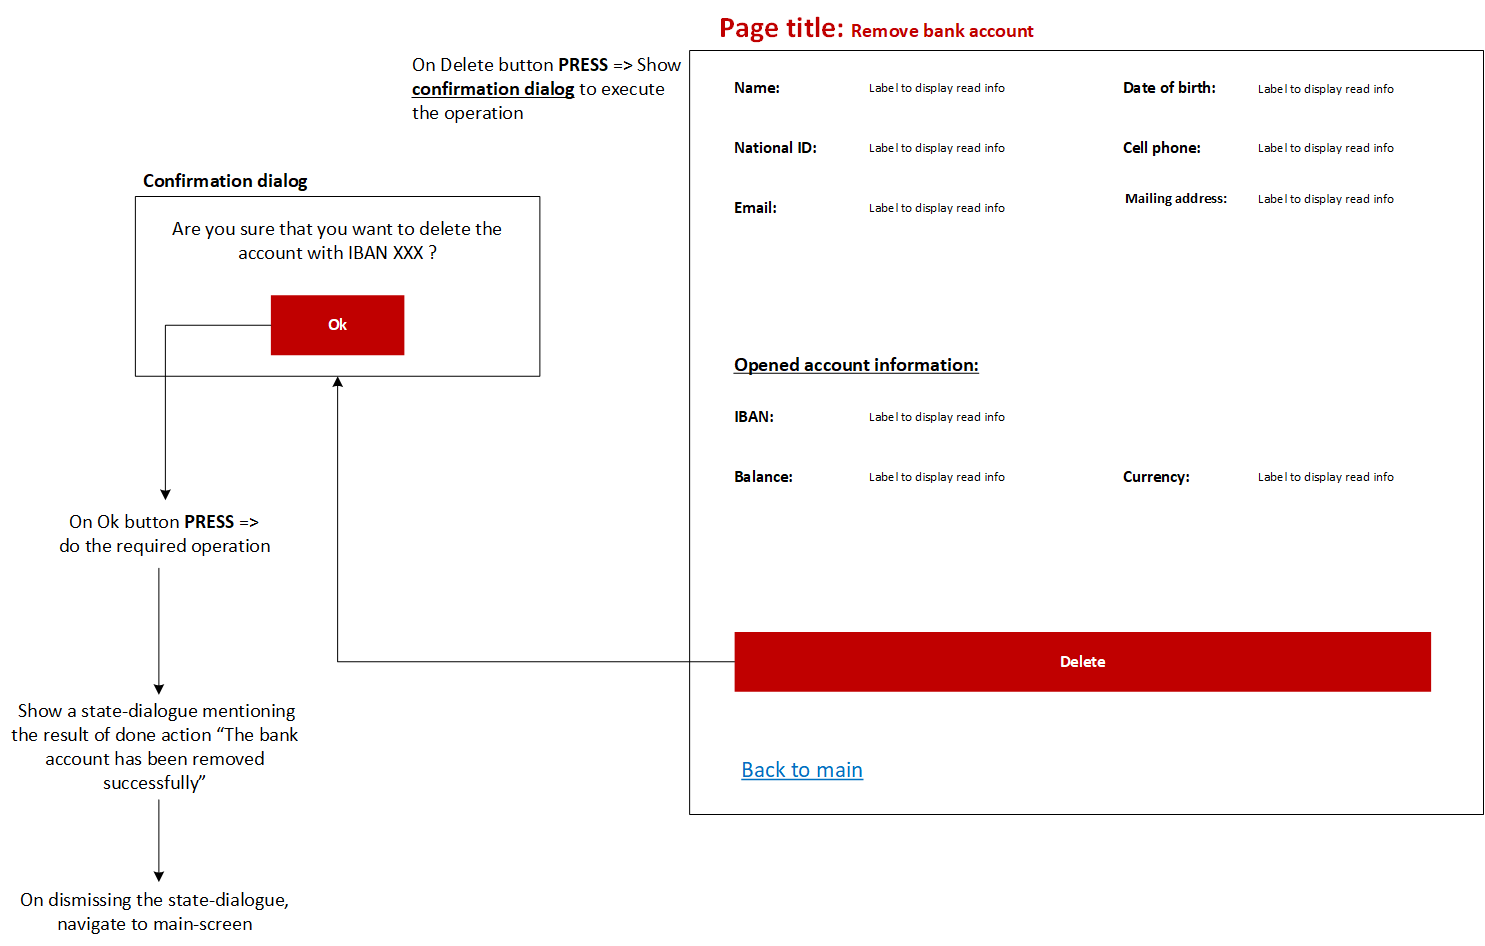 Page title: Remove bank account
On Delete button PRESS => Show
confirmation dialog to execute
the operation
Name: Label to display read info Date of birth: Label to display read info
National ID: Label to display read info Cell phone: Label to display read info
Email: Label to display read info Mailing address: Label to display read info
Confirmation dialog
Are you sure that you want to delete the
account with IBAN XXX ?
Ok
Opened account information:
IBAN: Label to display read info
Balance: Label to display read info Currency: Label to display read info
On Ok button PRESS =>
do the required operation
Delete
Show a state-dialogue mentioning
the result of done action “The bank
account has been removed
successfully”
Back to main
On dismissing the state-dialogue,
navigate to main-screen